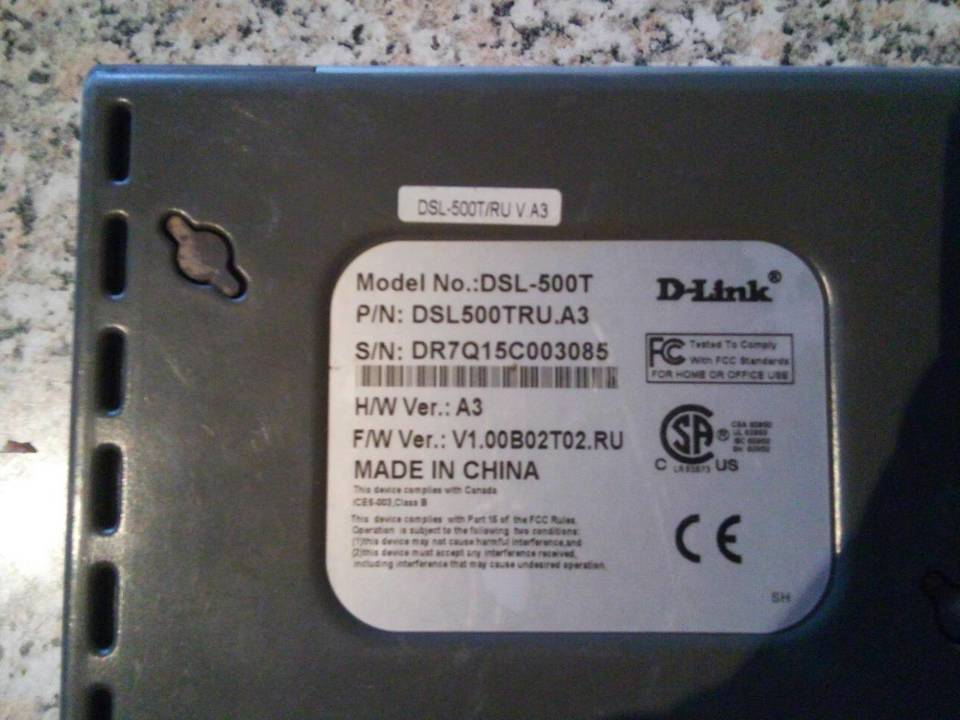 DSL-500T/RU V.A3
Model No.:DSL-500T
D-Link®
P/N: DSL500TRU.A3
S/N: DR7Q15C003085
FC Tested To Comply
With FCC Standards
FOR HOME OR OFFICE USE
H/W Ver.: A3
F/W Ver.: V1.00B02T02.RU
MADE IN CHINA
This device complies with Canada
ICES-003,Class B
This device complies with Part 15 of the FCC Rules.
Operation is subject to the following two conditions:
(1)this device may not cause harmful interference,and
(2)this device must accept any interference received,
including interference that may cause undesired operation.
SA®
C US
CE
SH